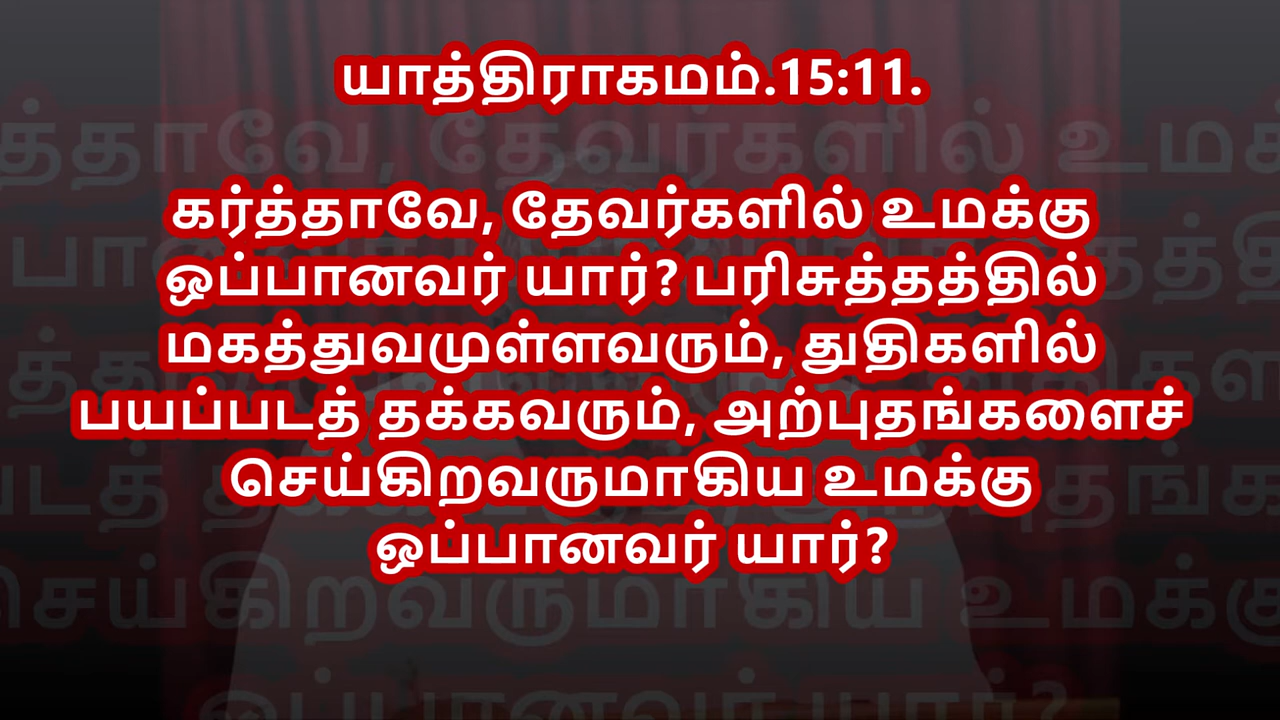 யாத்திராகமம்.15:11.
கர்த்தாவே, தேவர்களில் உமக்கு
ஒப்பானவர் யார்? பரிசுத்தத்தில்
மகத்துவமுள்ளவரும், துதிகளில்
பயப்படத் தக்கவரும், அற்புதங்களைச்
செய்கிறவருமாகிய உமக்கு
ஒப்பானவர் யார்?